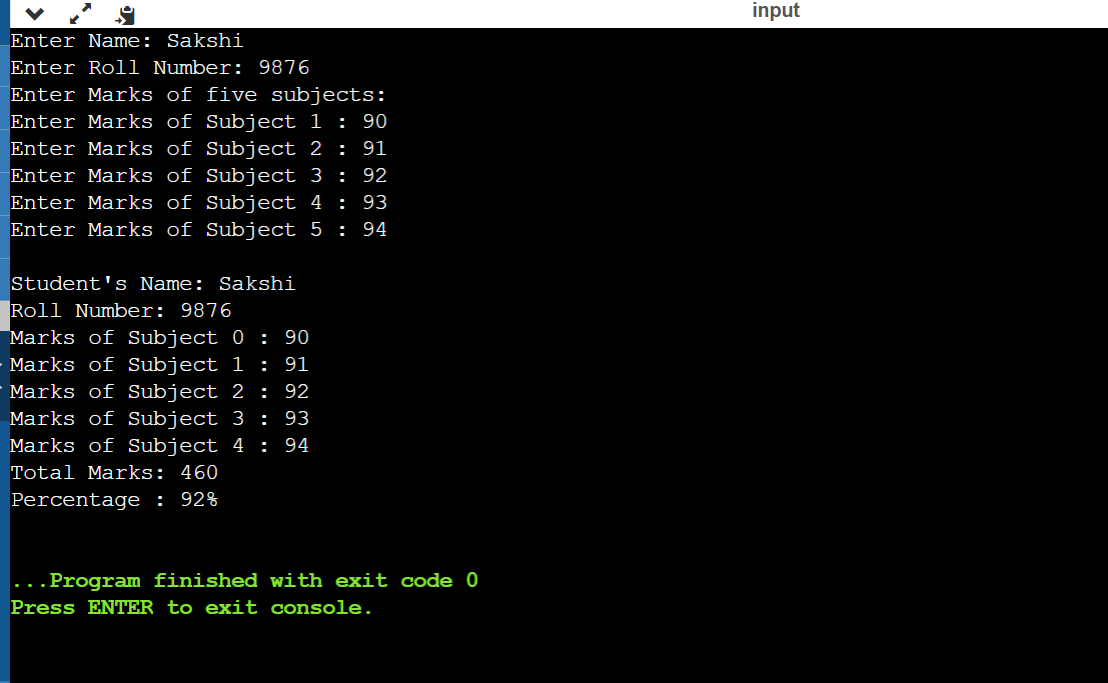 input
Enter Name: Sakshi
Enter Roll Number: 9876
Enter Marks of five subjects:
Enter Marks of Subject 1 : 90
Enter Marks of Subject 2 : 91
Enter Marks of Subject 3 : 92
Enter Marks of Subject 4 : 93
Enter Marks of Subject 5 : 94
Student's Name: Sakshi
Roll Number: 9876
Marks of Subject 0 : 90
Marks of Subject 1 : 91
Marks of Subject 2 : 92
Marks of Subject 3 : 93
Marks of Subject 4 : 94
Total Marks: 460
Percentage : 92%
...Program finished with exit code 0
Press ENTER to exit console.